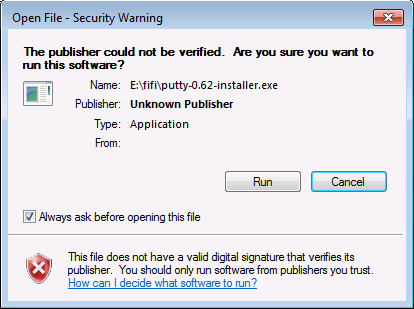 Open File - Security Warning
The publisher could not be verified.  Are you sure you want to
run this software?
Name: E:\fifi\putty-0.62-installer.exe
Publisher: Unknown Publisher
Type: Application
From:
Run Cancel
Always ask before opening this file
This file does not have a valid digital signature that verifies its
publisher.  You should only run software from publishers you trust.
How can I decide what software to run?